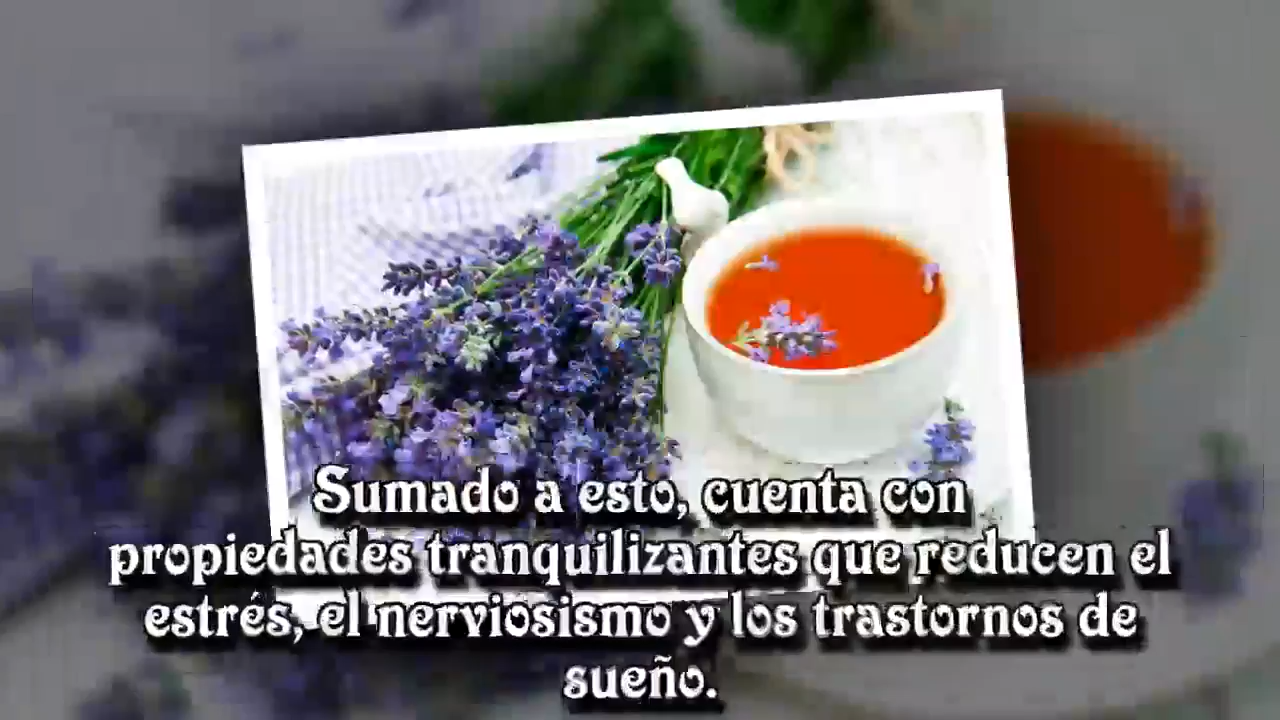 Sumado a esto, cuenta con
propiedades tranquilizantes que reducen el
estrés, el nerviosismo y los trastornos de
sueño.